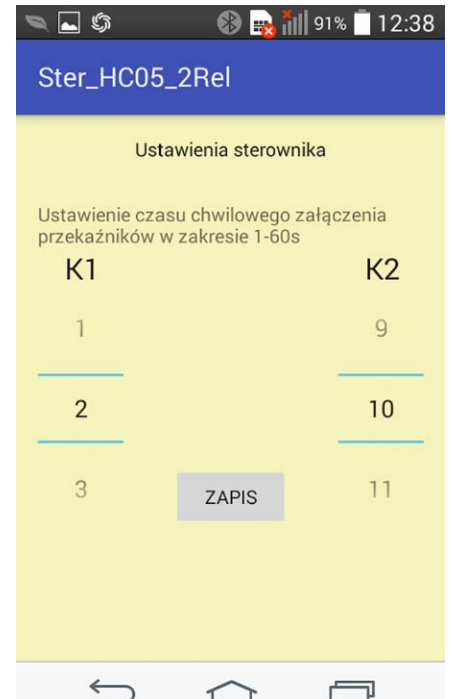 91% 12:38
Ster_HC05_2Rel
Ustawienia sterownika
Ustawienie czasu chwilowego załączenia
przekaźników w zakresie 1-60s
K1 K2
1 9
2 10
3 11
ZAPIS